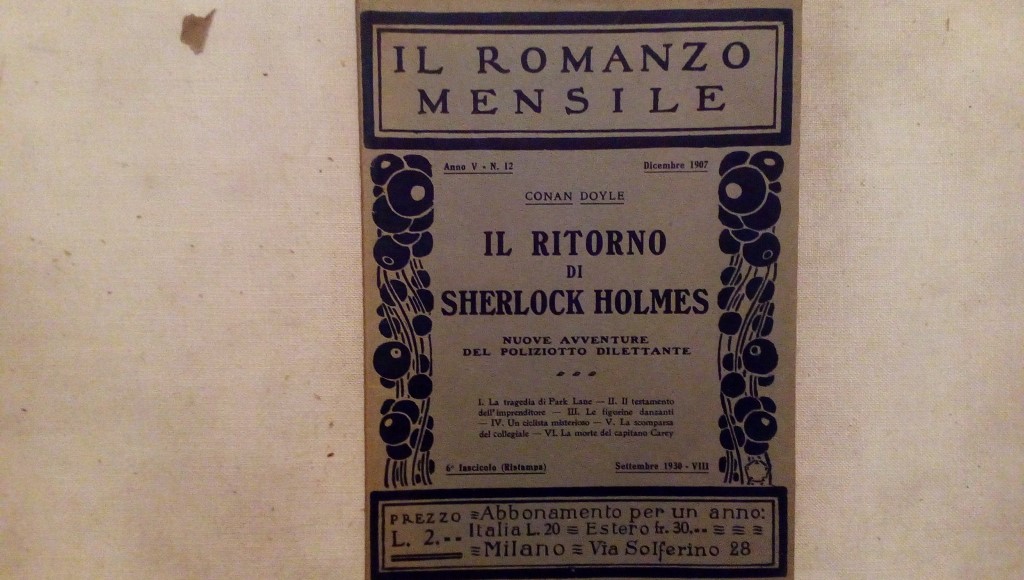 IL ROMANZO
MENSILE
Anno V - N. 12
Dicembre 1907
CONAN DOYLE
IL RITORNO
DI
SHERLOCK HOLMES
NUOVE AVVENTURE
DEL POLIZIOTTO DILETTANTE
I. La tragedia di Park Lane — II. Il testamento
dell'imprenditore — III. Le figurine danzanti
— IV. Un ciclista misterioso — V. La scomparsa
del collegiale — VI. La morte del capitano Carey
6º fascicolo (Ristampa)
Settembre 1930 - VIII
PREZZO
L. 2.--
≡Abbonamento per un anno:
Italia L. 20 ≡ Estero fr. 30.-- ≡ ≡ ≡
≡Milano ≡ Via Solferino 28